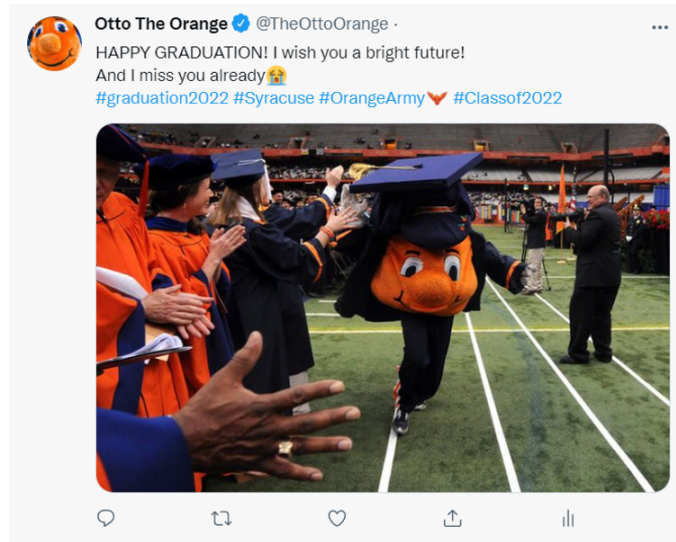 Otto The Orange @TheOttoOrange ·
HAPPY GRADUATION! I wish you a bright future!
And I miss you already😭
#graduation2022 #Syracuse #OrangeArmy #Classof2022